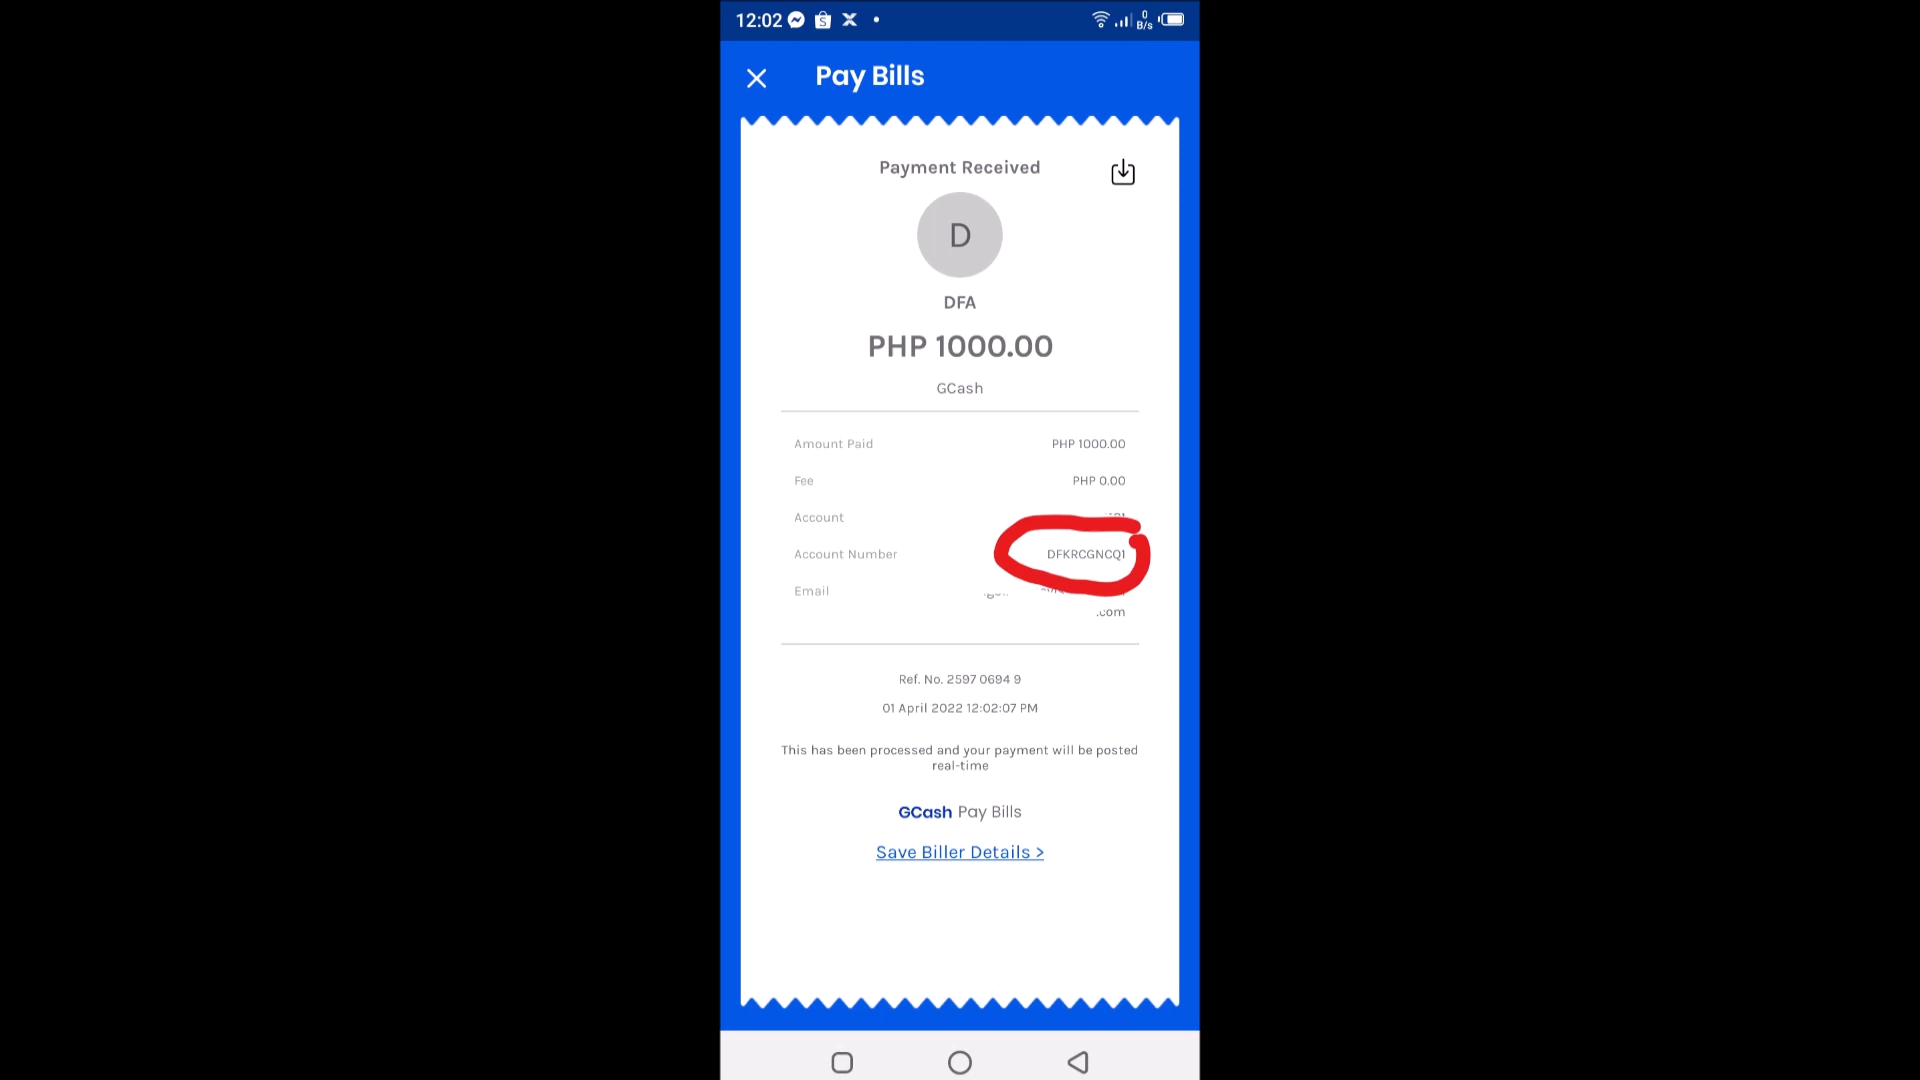 12:02
0
B/s
Pay Bills
Payment Received
D
DFA
PHP 1000.00
GCash
Amount Paid PHP 1000.00
Fee PHP 0.00
Account
Account Number DFKRCGNCQ1
Email
.com
Ref. No. 2597 0694 9
01 April 2022 12:02:07 PM
This has been processed and your payment will be posted
real-time
GCash Pay Bills
Save Biller Details >